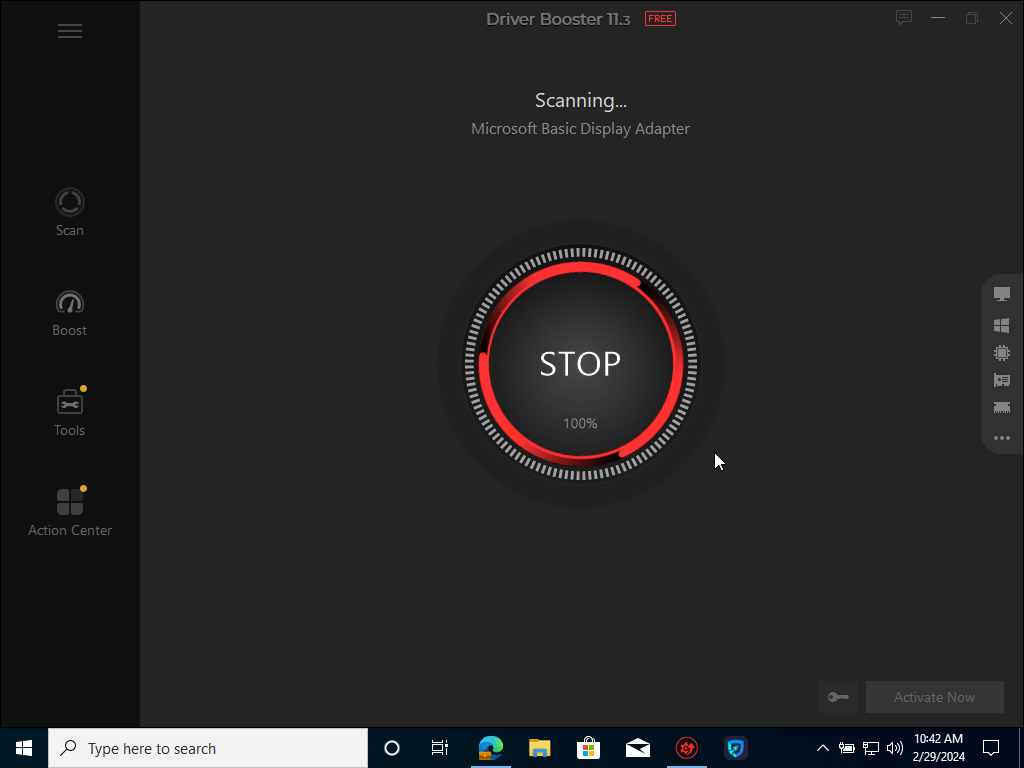 Driver Booster 11.3 FREE
Scanning...
Microsoft Basic Display Adapter
Scan
Boost
Tools
Action Center
STOP
100%
Activate Now
Type here to search
10:42 AM
2/29/2024